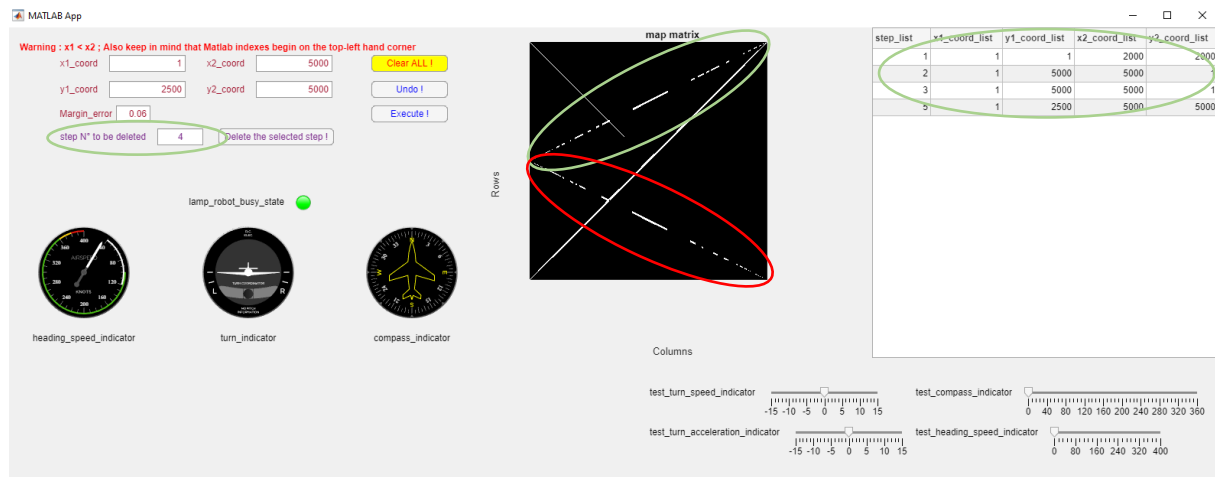 MATLAB App
Warning : x1 < x2 ; Also keep in mind that Matlab indexes begin on the top-left hand corner
x1_coord 1 x2_coord 5000 Clear ALL !
y1_coord 2500 y2_coord 5000 Undo !
Margin_error 0.06 Execute !
step N° to be deleted 4 Delete the selected step !
lamp_robot_busy_state
heading_speed_indicator turn_indicator compass_indicator
map matrix
Rows
Columns
step_list x1_coord_list y1_coord_list x2_coord_list y2_coord_list
1 1 1 2000 2000
2 1 5000 5000 1
3 1 5000 5000 1
5 1 2500 5000 5000
test_turn_speed_indicator
-15 -10 -5 0 5 10 15
test_compass_indicator
0 40 80 120 160 200 240 280 320 360
test_turn_acceleration_indicator
-15 -10 -5 0 5 10 15
test_heading_speed_indicator
0 80 160 240 320 400